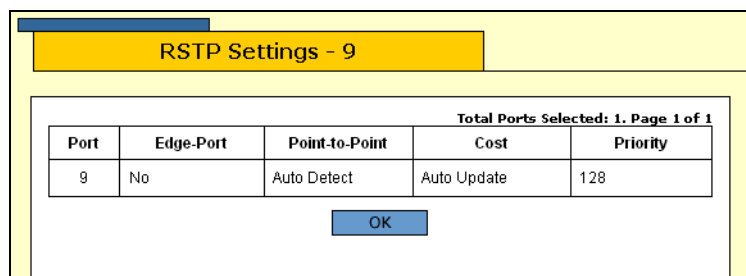 RSTP Settings - 9
Total Ports Selected: 1. Page 1 of 1
Port Edge-Port Point-to-Point Cost Priority
9 No Auto Detect Auto Update 128
OK